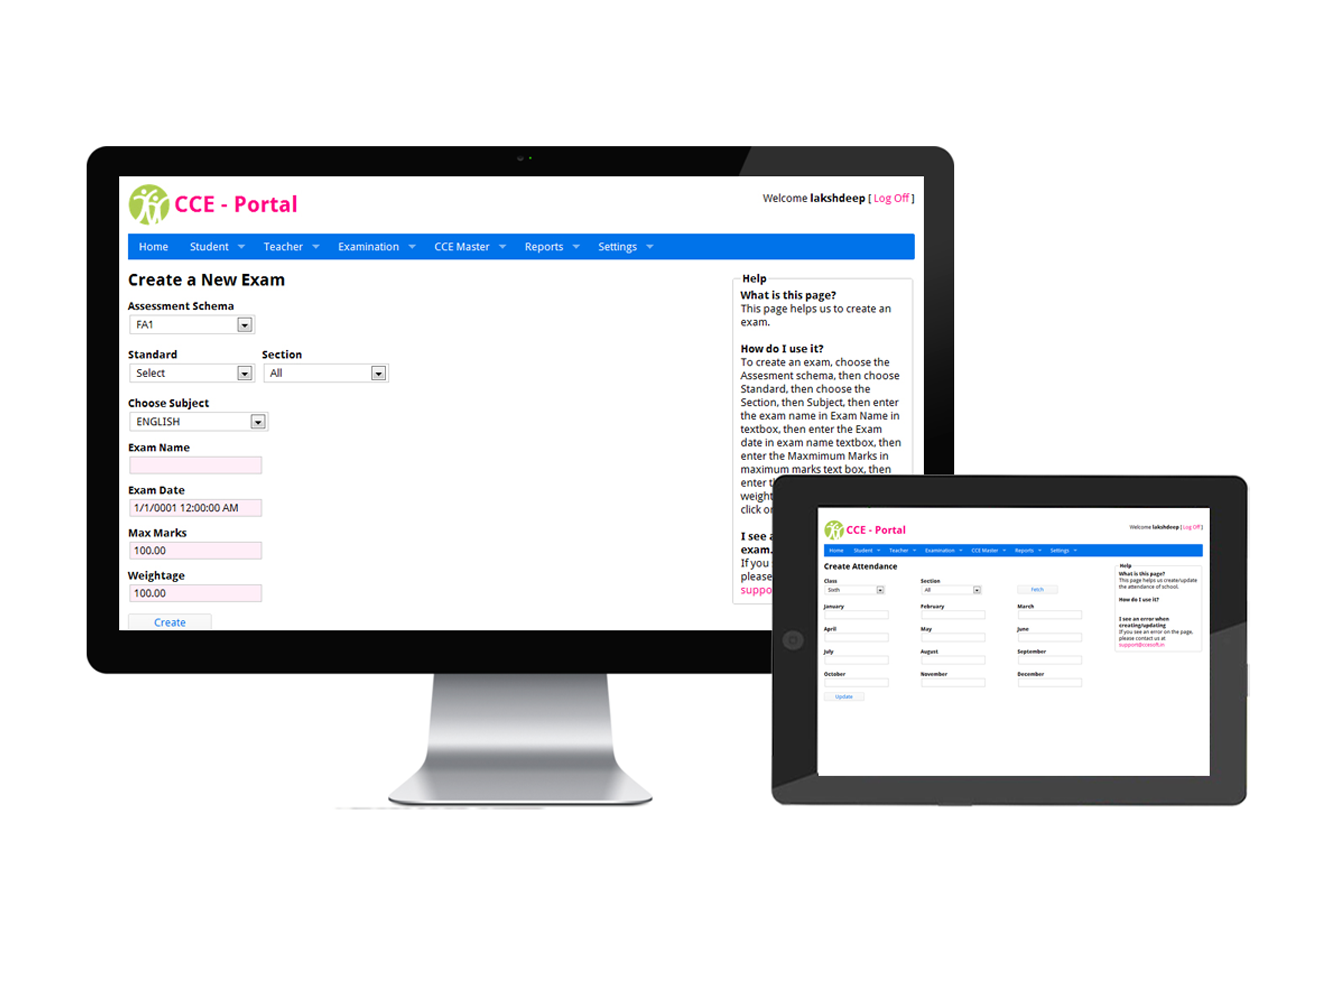 CCE - Portal
Welcome lakshdeep [ Log Off ]
Home Student Teacher Examination CCE Master Reports Settings
Create a New Exam
Assessment Schema
FA1
Standard Section
Select All
Choose Subject
ENGLISH
Exam Name
Exam Date
1/1/0001 12:00:00 AM
Max Marks
100.00
Weightage
100.00
Create
Help
What is this page?
This page helps us to create an
exam.
How do I use it?
To create an exam, choose the
Assesment schema, then choose
Standard, then choose the
Section, then Subject, then enter
the exam name in Exam Name in
textbox, then enter the Exam
date in exam name textbox, then
enter the Maxmimum Marks in
maximum marks text box, then
enter
weight
click
I see
exam.
If you
please
suppo
CCE - Portal
Welcome lakshdeep [ Log Off ]
Home Student Teacher Examination CCE Master Reports Settings
Create Attendance
Class Section
Sixth All Fetch
January February March
April May June
July August September
October November December
Update
Help
What is this page?
This page helps us create/update
the attendance of school.
How do I use it?
I see an error when
creating/updating
If you see an error on the page,
please contact us at
support@ccesoft.in